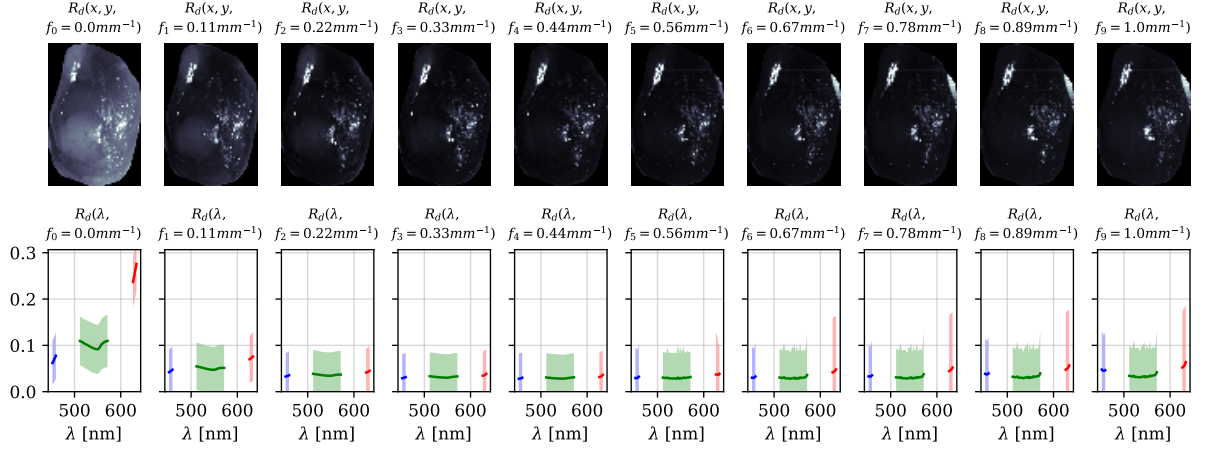 R_d(x, y, f_0 = 0.0mm⁻¹)
R_d(x, y, f_1 = 0.11mm⁻¹)
R_d(x, y, f_2 = 0.22mm⁻¹)
R_d(x, y, f_3 = 0.33mm⁻¹)
R_d(x, y, f_4 = 0.44mm⁻¹)
R_d(x, y, f_5 = 0.56mm⁻¹)
R_d(x, y, f_6 = 0.67mm⁻¹)
R_d(x, y, f_7 = 0.78mm⁻¹)
R_d(x, y, f_8 = 0.89mm⁻¹)
R_d(x, y, f_9 = 1.0mm⁻¹)
R_d(λ, f_0 = 0.0mm⁻¹)
R_d(λ, f_1 = 0.11mm⁻¹)
R_d(λ, f_2 = 0.22mm⁻¹)
R_d(λ, f_3 = 0.33mm⁻¹)
R_d(λ, f_4 = 0.44mm⁻¹)
R_d(λ, f_5 = 0.56mm⁻¹)
R_d(λ, f_6 = 0.67mm⁻¹)
R_d(λ, f_7 = 0.78mm⁻¹)
R_d(λ, f_8 = 0.89mm⁻¹)
R_d(λ, f_9 = 1.0mm⁻¹)
0.3
0.2
0.1
0.0
500 600
500 600
500 600
500 600
500 600
500 600
500 600
500 600
500 600
500 600
λ [nm]
λ [nm]
λ [nm]
λ [nm]
λ [nm]
λ [nm]
λ [nm]
λ [nm]
λ [nm]
λ [nm]